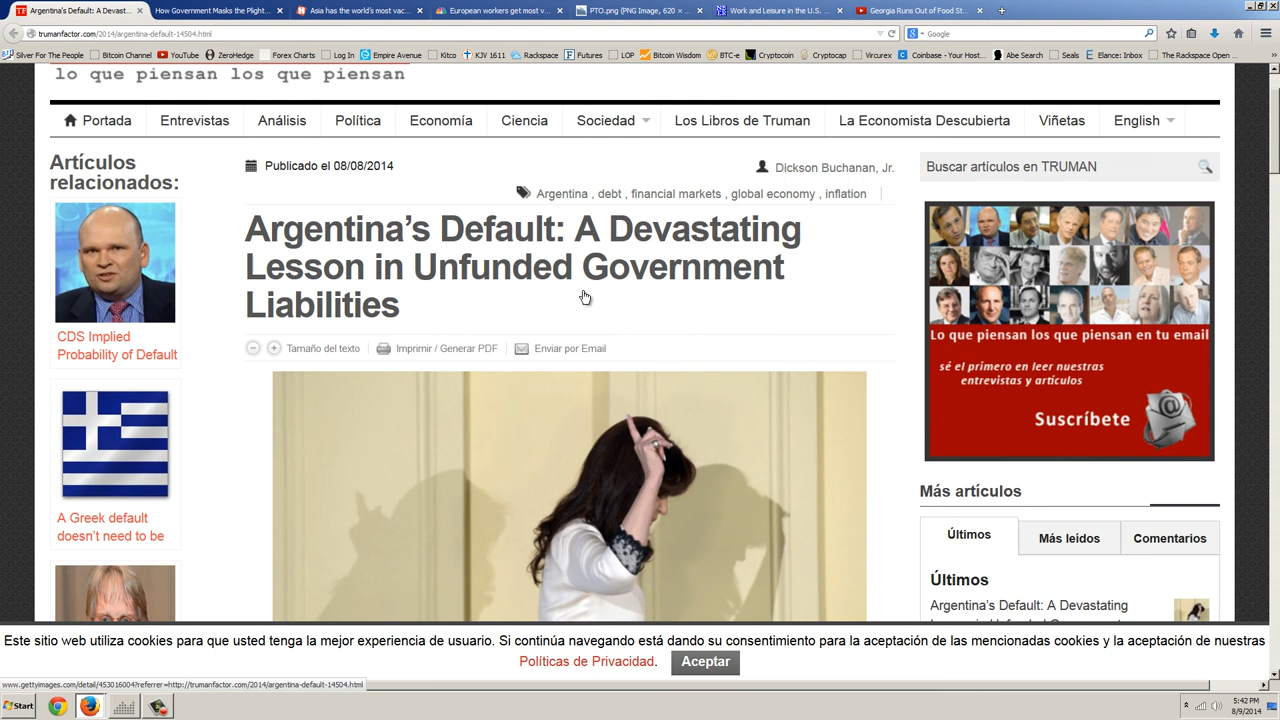 Argentina's Default: A Devast...
How Government Masks the Plight...
Asia has the world's most vac...
European workers get most v...
PTO.png (PNG Image, 620 × ...
Work and Leisure in the U.S. ...
Georgia Runs Out of Food St...
trumanfactor.com/2014/argentina-default-14504.html
Google
Silver For The People
Bitcoin Channel
YouTube
ZeroHedge
Forex Charts
Log In
Empire Avenue
Kitco
KJV 1611
Rackspace
Futures
LOP
Bitcoin Wisdom
BTC-e
Cryptocoin
Cryptocap
Vircurex
Coinbase - Your Host...
Abe Search
Seals
Elance: Inbox
The Rackspace Open ...
lo que piensan los que piensan
Portada
Entrevistas
Análisis
Política
Economía
Ciencia
Sociedad
Los Libros de Truman
La Economista Descubierta
Viñetas
English
Artículos
relacionados:
CDS Implied
Probability of Default
A Greek default
doesn't need to be
Publicado el 08/08/2014
Dickson Buchanan, Jr.
Argentina , debt , financial markets , global economy , inflation
Argentina's Default: A Devastating
Lesson in Unfunded Government
Liabilities
Tamaño del texto
Imprimir / Generar PDF
Enviar por Email
Buscar artículos en TRUMAN
Lo que piensan los que piensan en tu email
sé el primero en leer nuestras
entrevistas y artículos
Suscríbete
Más artículos
Últimos
Más leidos
Comentarios
Últimos
Argentina's Default: A Devastating
Este sitio web utiliza cookies para que usted tenga la mejor experiencia de usuario. Si continúa navegando está dando su consentimiento para la aceptación de las mencionadas cookies y la aceptación de nuestras
Políticas de Privacidad.
Aceptar
www.gettyimages.com/detail/453016004?referrer=http://trumanfactor.com/2014/argentina-default-14504.html
Start
5:42 PM
8/9/2014